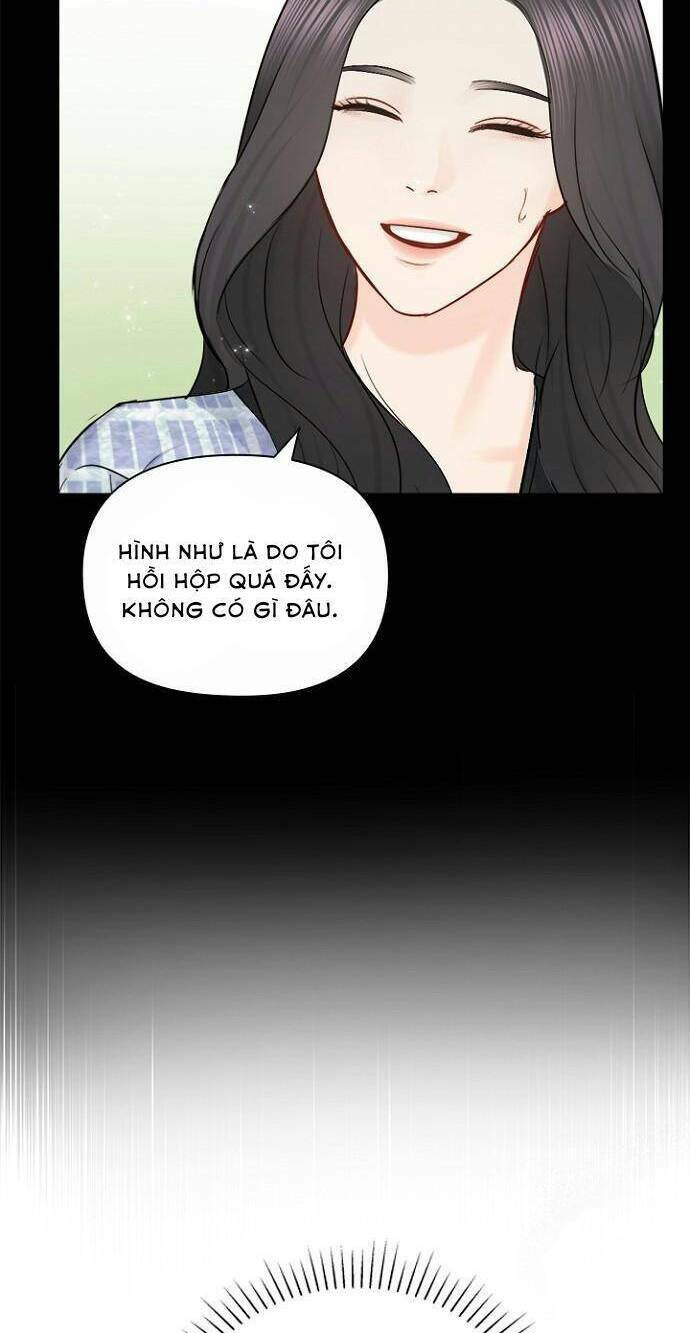 HÌNH NHƯ LÀ DO TÔI
HỒI HỘP QUÁ ĐẤY.
KHÔNG CÓ GÌ ĐÂU.